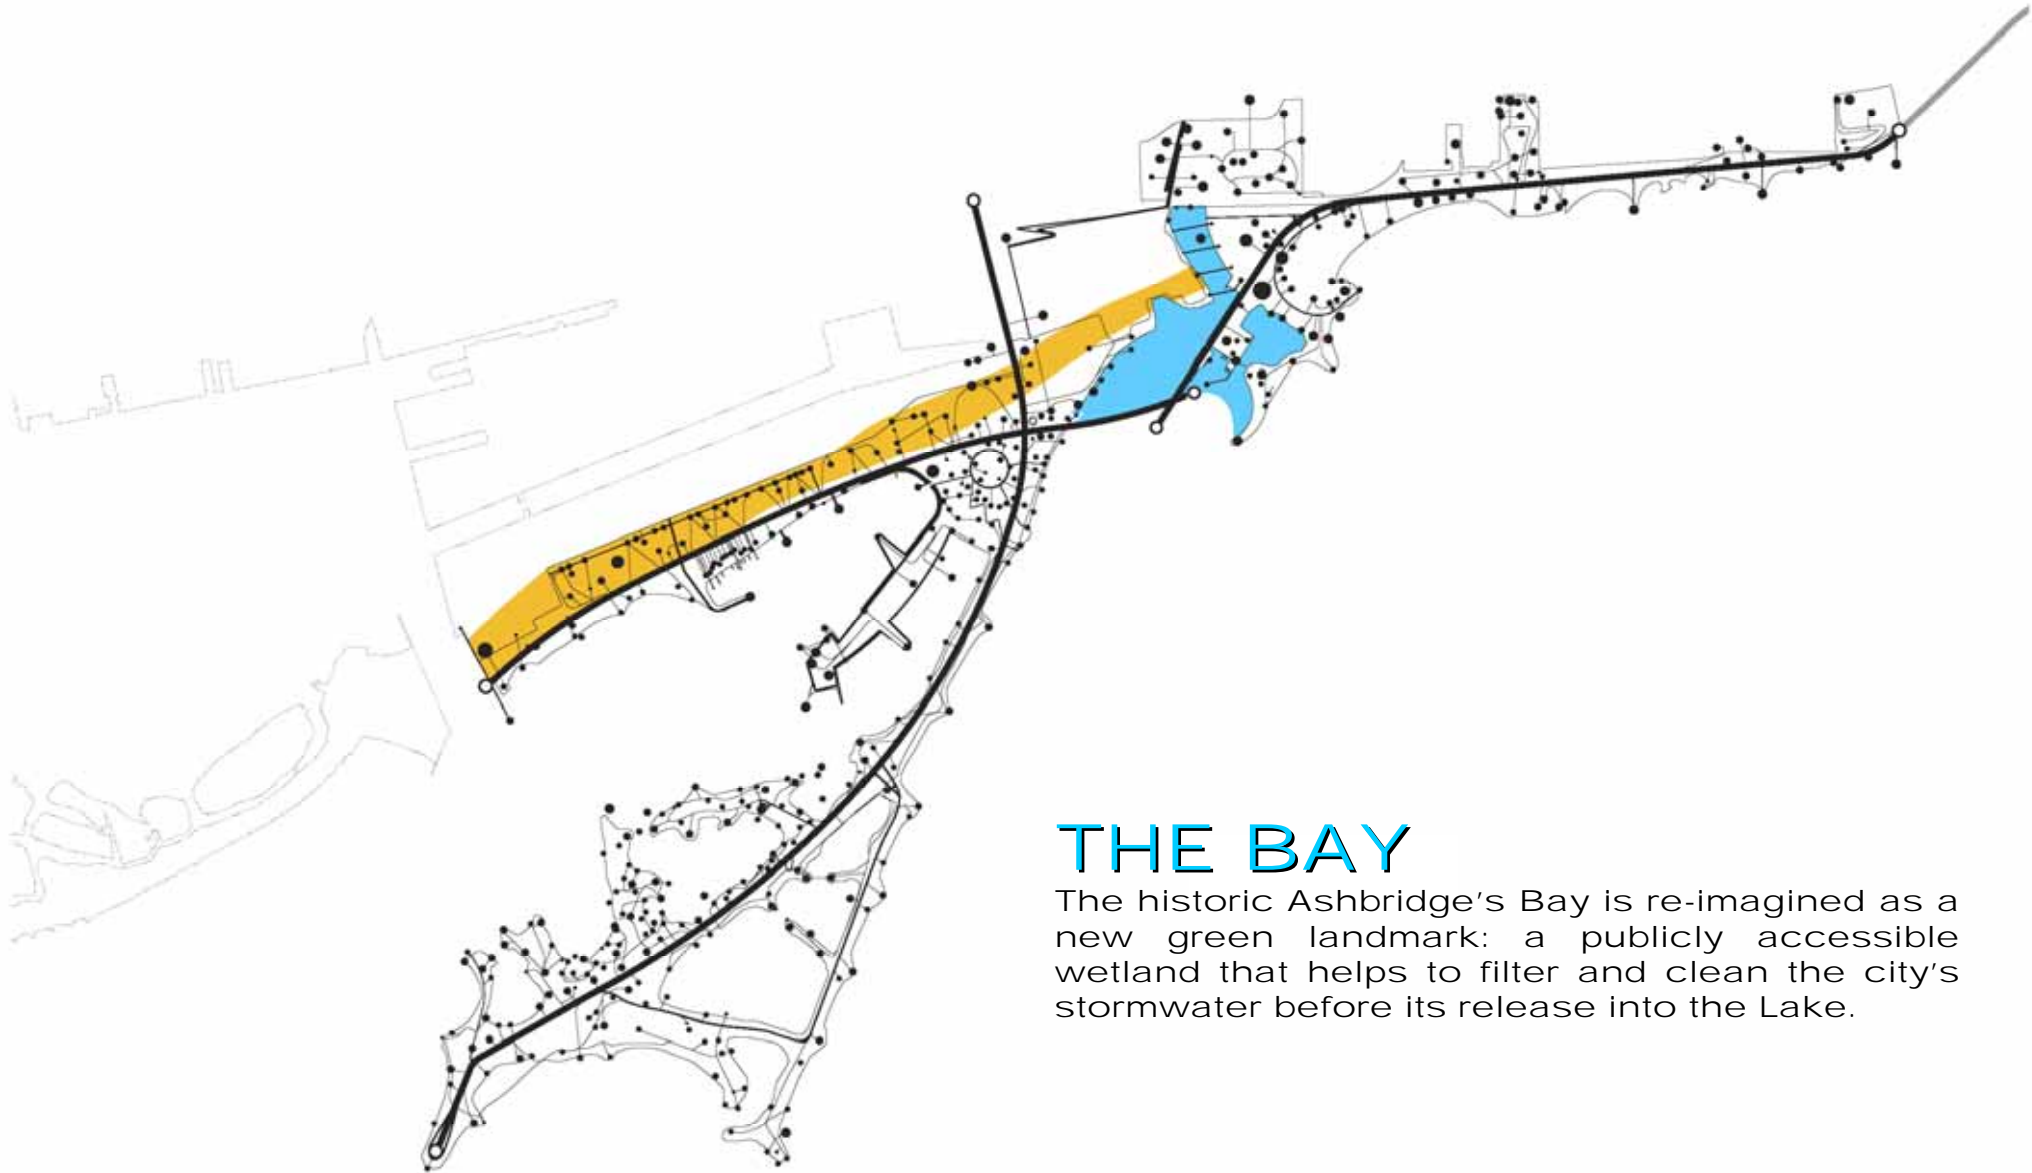 THE BAY
The historic Ashbridge's Bay is re-imagined as a
new green landmark: a publicly accessible
wetland that helps to filter and clean the city's
stormwater before its release into the Lake.